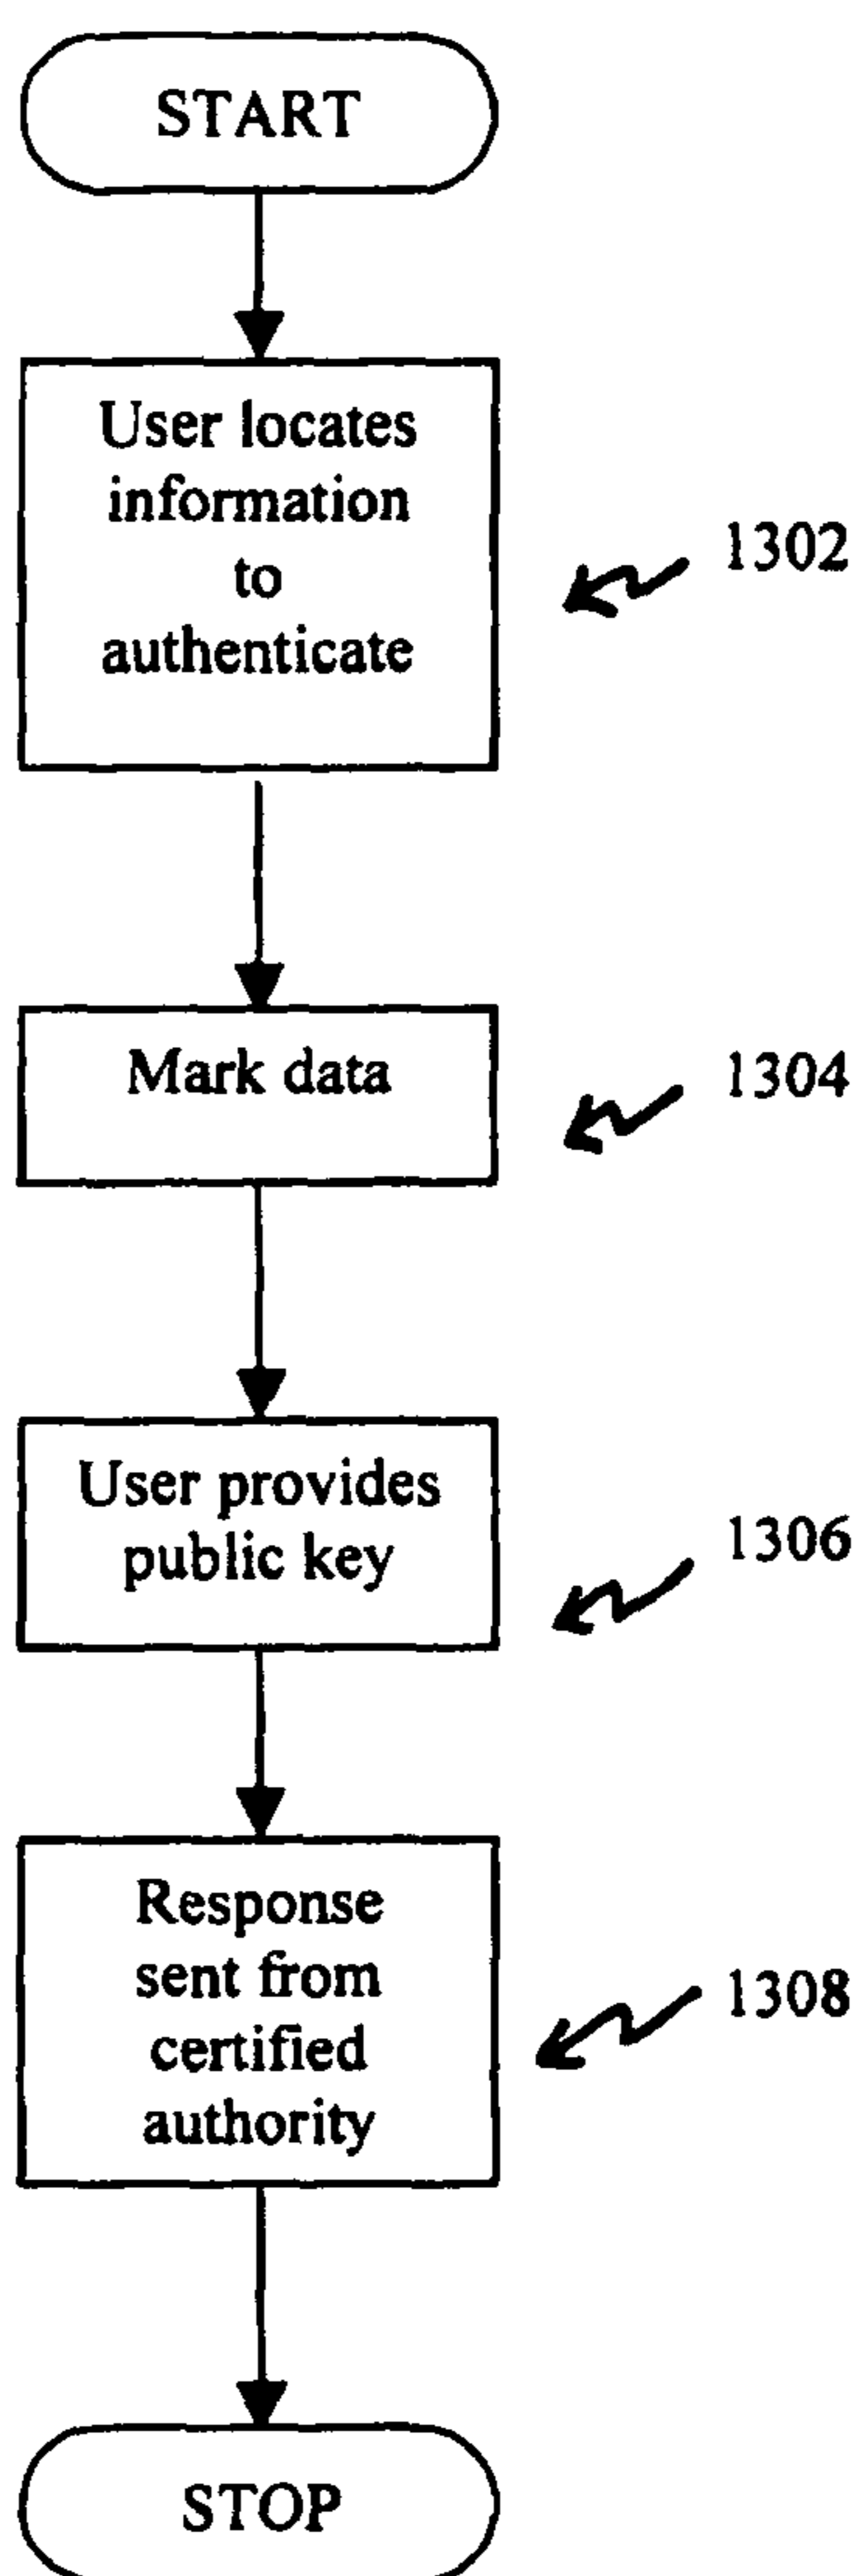 START
User locates
information
to
authenticate
1302
Mark data
1304
User provides
public key
1306
Response
sent from
certified
authority
1308
STOP